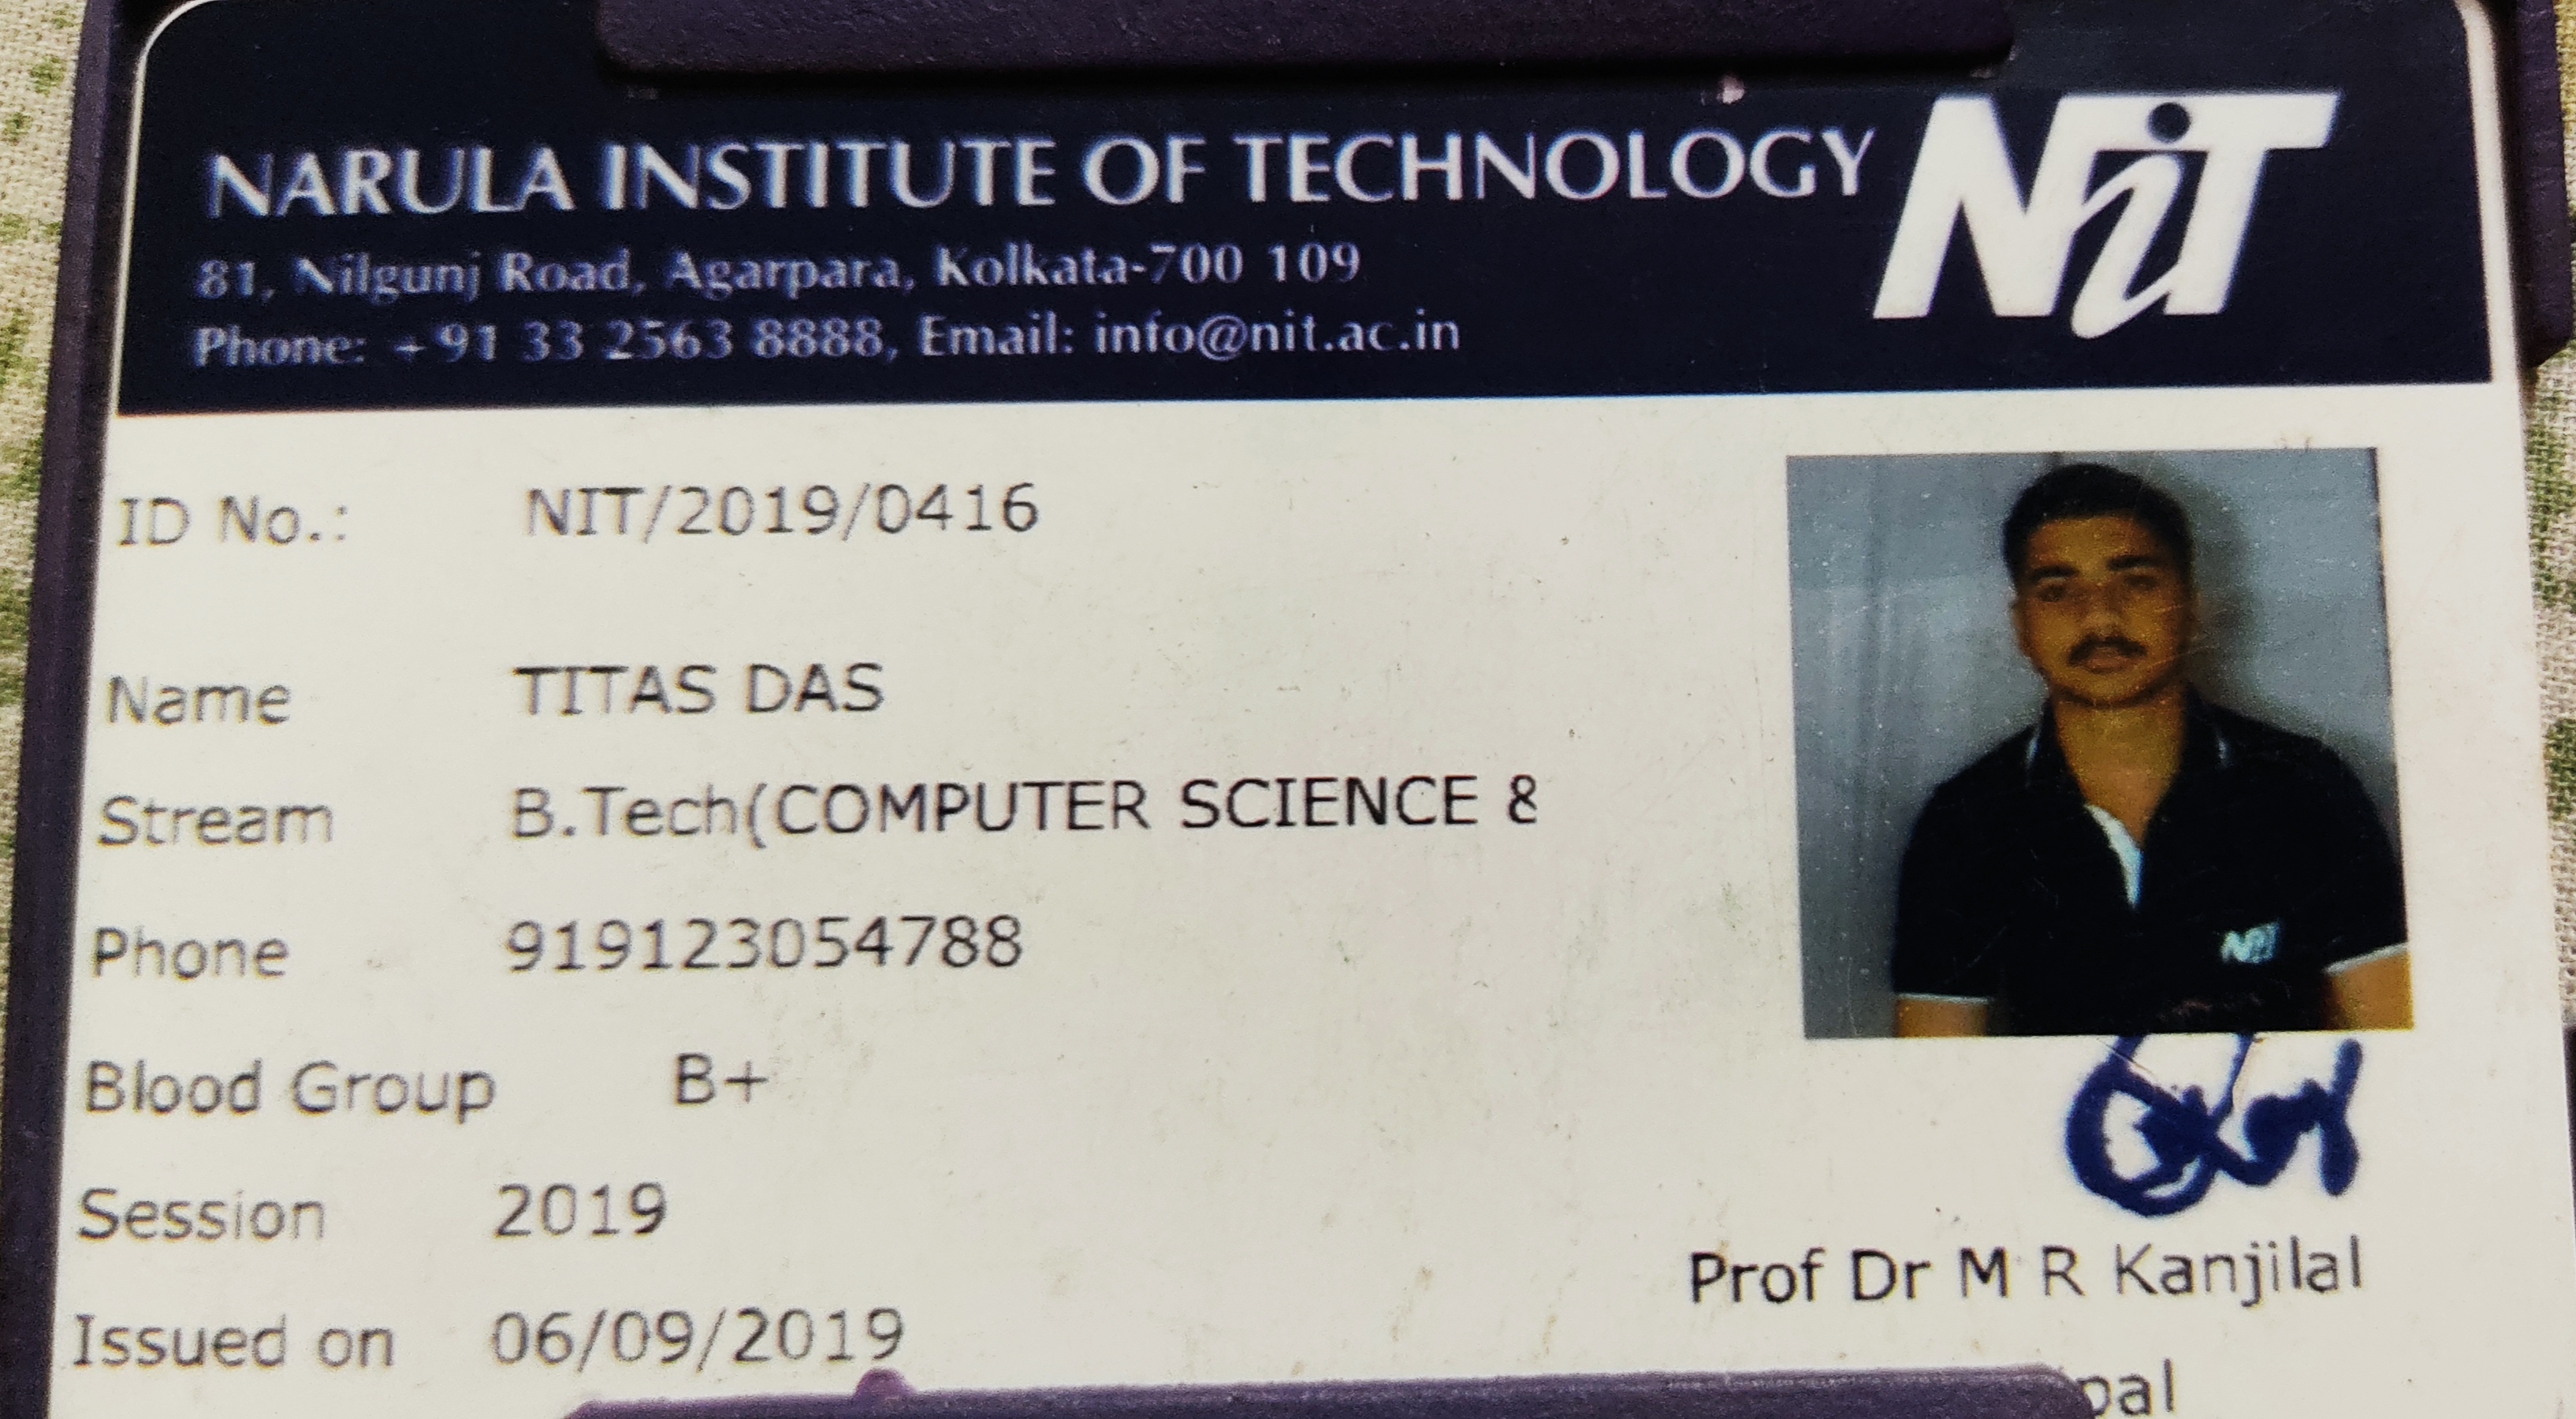 NARULA INSTITUTE OF TECHNOLOGY NiT
81, Nilgunj Road, Agarpara, Kolkata-700 109
Phone: +91 33 2563 8888, Email: info@nit.ac.in
ID No.: NIT/2019/0416
Name TITAS DAS
Stream B.Tech(COMPUTER SCIENCE &
Phone 919123054788
NiT
Blood Group B+
Session 2019
Prof Dr M R Kanjilal
Issued on 06/09/2019
pal